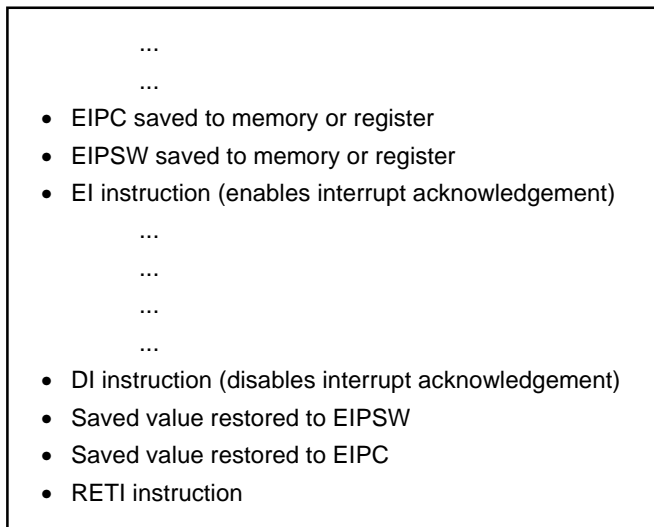 ...
...
• EIPC saved to memory or register
• EIPSW saved to memory or register
• EI instruction (enables interrupt acknowledgement)
...
...
...
...
• DI instruction (disables interrupt acknowledgement)
• Saved value restored to EIPSW
• Saved value restored to EIPC
• RETI instruction